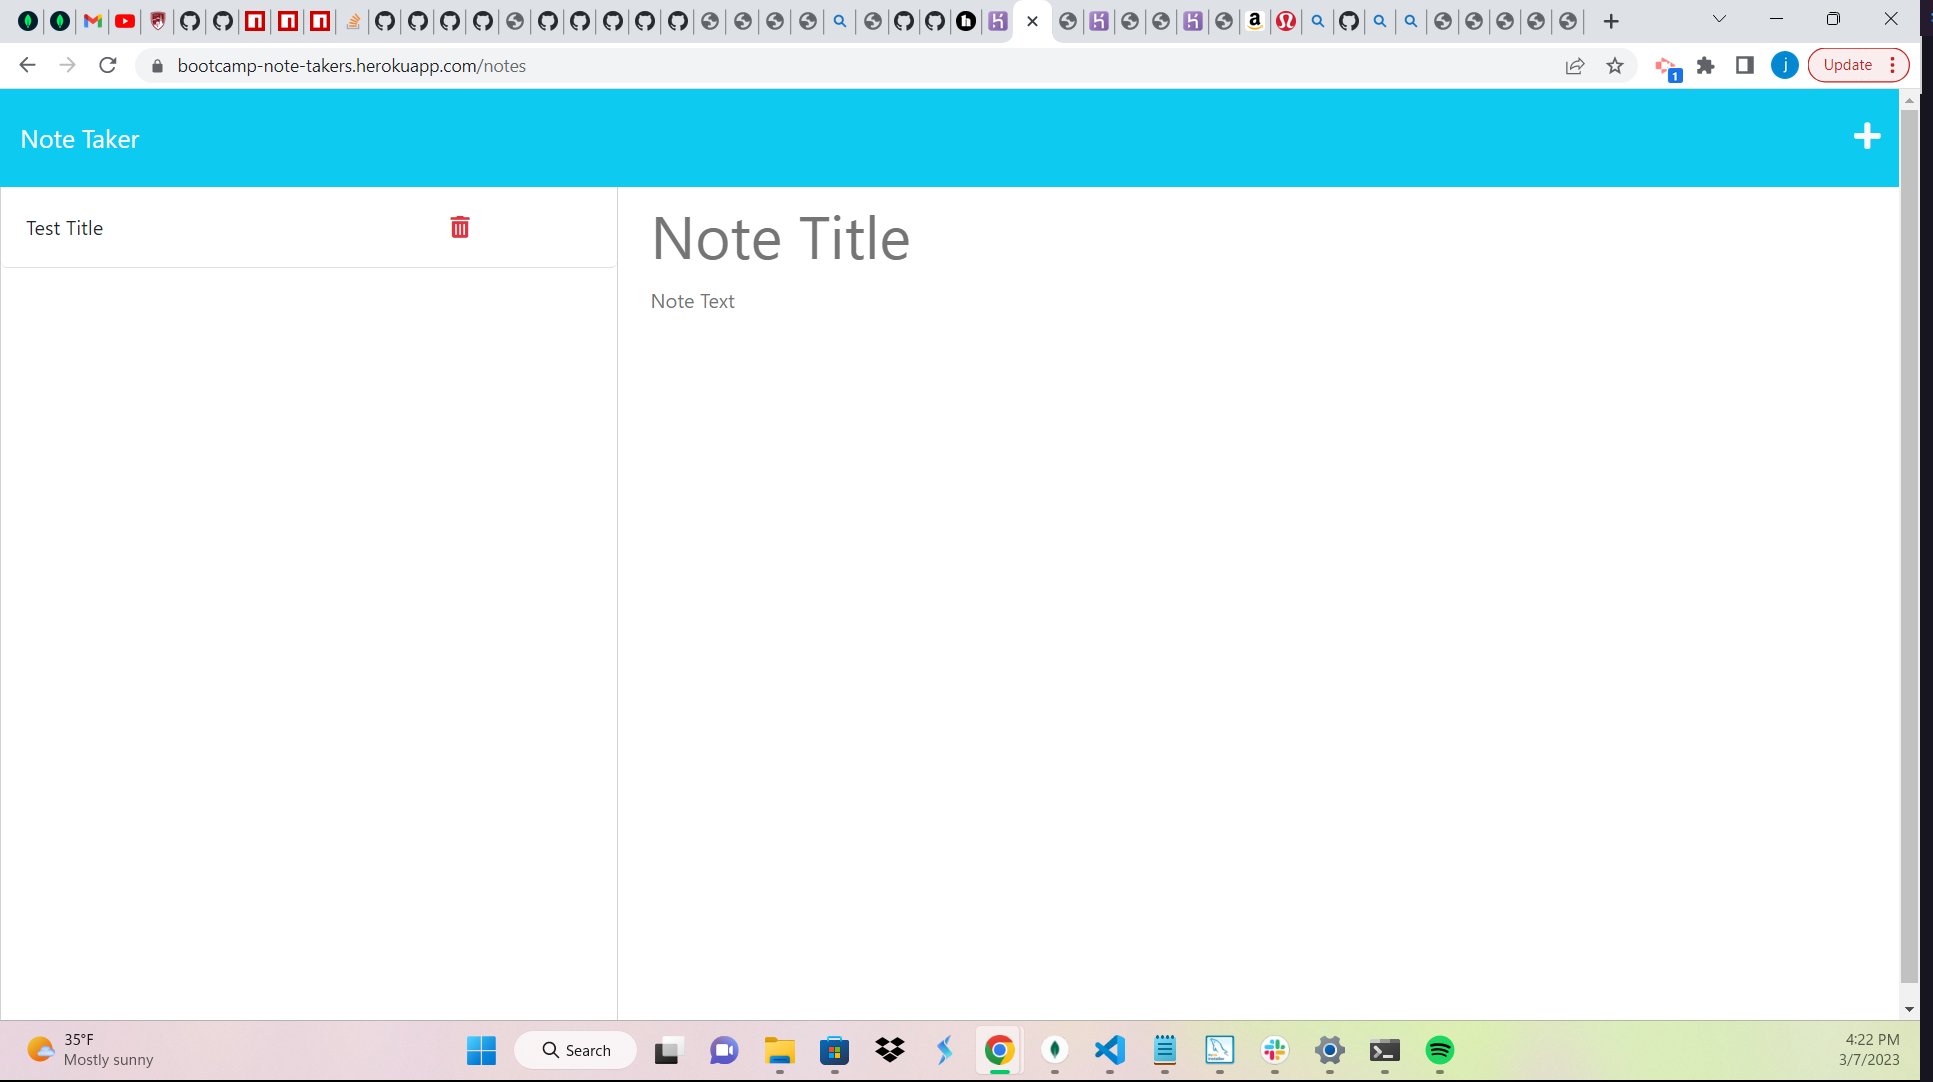 bootcamp-note-takers.herokuapp.com/notes
1
j
Update
Note Taker
Test Title
Note Title
Note Text
35°F
Mostly sunny
Search
4:22 PM
3/7/2023